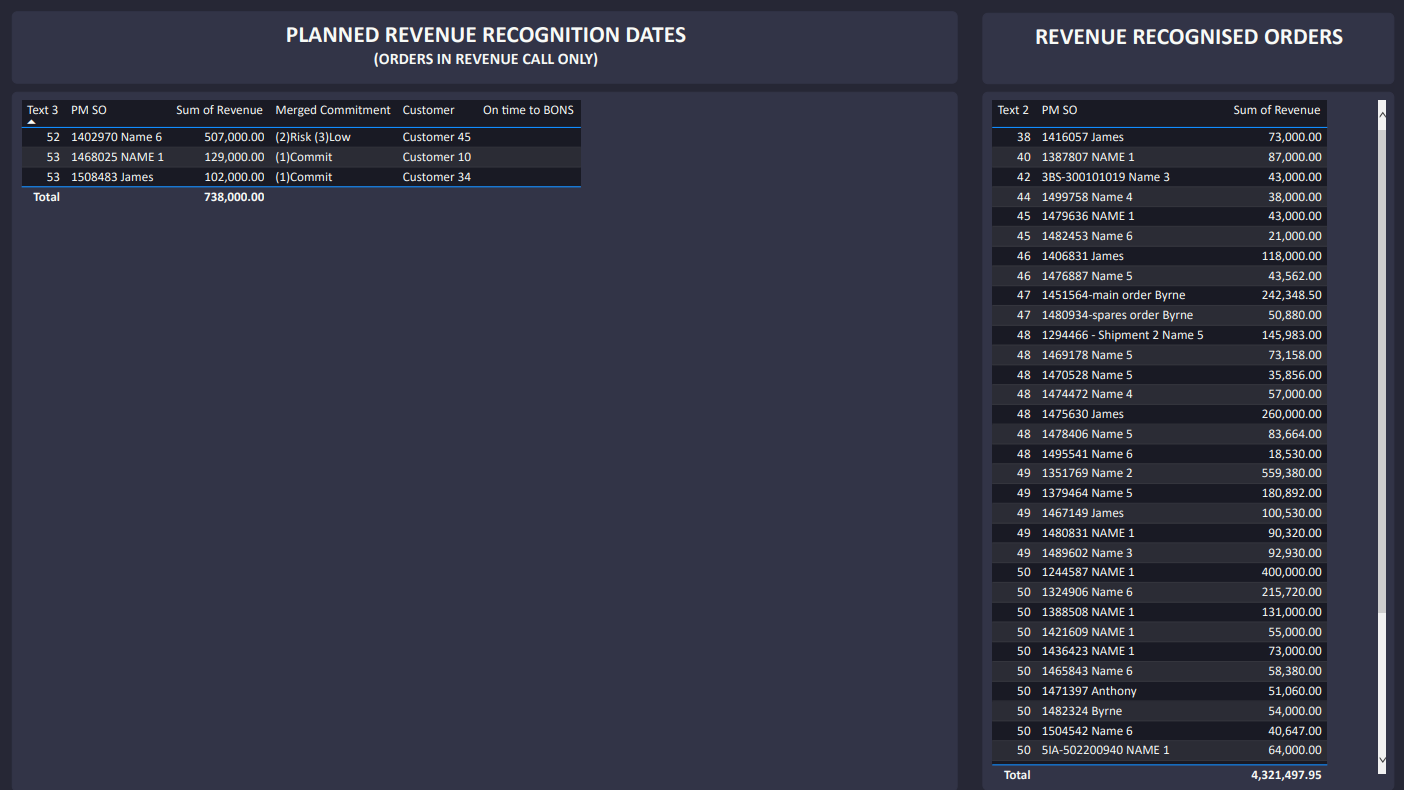 PLANNED REVENUE RECOGNITION DATES
(ORDERS IN REVENUE CALL ONLY)
Text 3 PM SO Sum of Revenue Merged Commitment Customer On time to BONS
52 1402970 Name 6 507,000.00 (2)Risk (3)Low Customer 45
53 1468025 NAME 1 129,000.00 (1)Commit Customer 10
53 1508483 James 102,000.00 (1)Commit Customer 34
Total 738,000.00
REVENUE RECOGNISED ORDERS
Text 2 PM SO Sum of Revenue
38 1416057 James 73,000.00
40 1387807 NAME 1 87,000.00
42 3BS-300101019 Name 3 43,000.00
44 1499758 Name 4 38,000.00
45 1479636 NAME 1 43,000.00
45 1482453 Name 6 21,000.00
46 1406831 James 118,000.00
46 1476887 Name 5 43,562.00
47 1451564-main order Byrne 242,348.50
47 1480934-spares order Byrne 50,880.00
48 1294466 - Shipment 2 Name 5 145,983.00
48 1469178 Name 5 73,158.00
48 1470528 Name 5 35,856.00
48 1474472 Name 4 57,000.00
48 1475630 James 260,000.00
48 1478406 Name 5 83,664.00
48 1495541 Name 6 18,530.00
49 1351769 Name 2 559,380.00
49 1379464 Name 5 180,892.00
49 1467149 James 100,530.00
49 1480831 NAME 1 90,320.00
49 1489602 Name 3 92,930.00
50 1244587 NAME 1 400,000.00
50 1324906 Name 6 215,720.00
50 1388508 NAME 1 131,000.00
50 1421609 NAME 1 55,000.00
50 1436423 NAME 1 73,000.00
50 1465843 Name 6 58,380.00
50 1471397 Anthony 51,060.00
50 1482324 Byrne 54,000.00
50 1504542 Name 6 40,647.00
50 5IA-502200940 NAME 1 64,000.00
Total 4,321,497.95